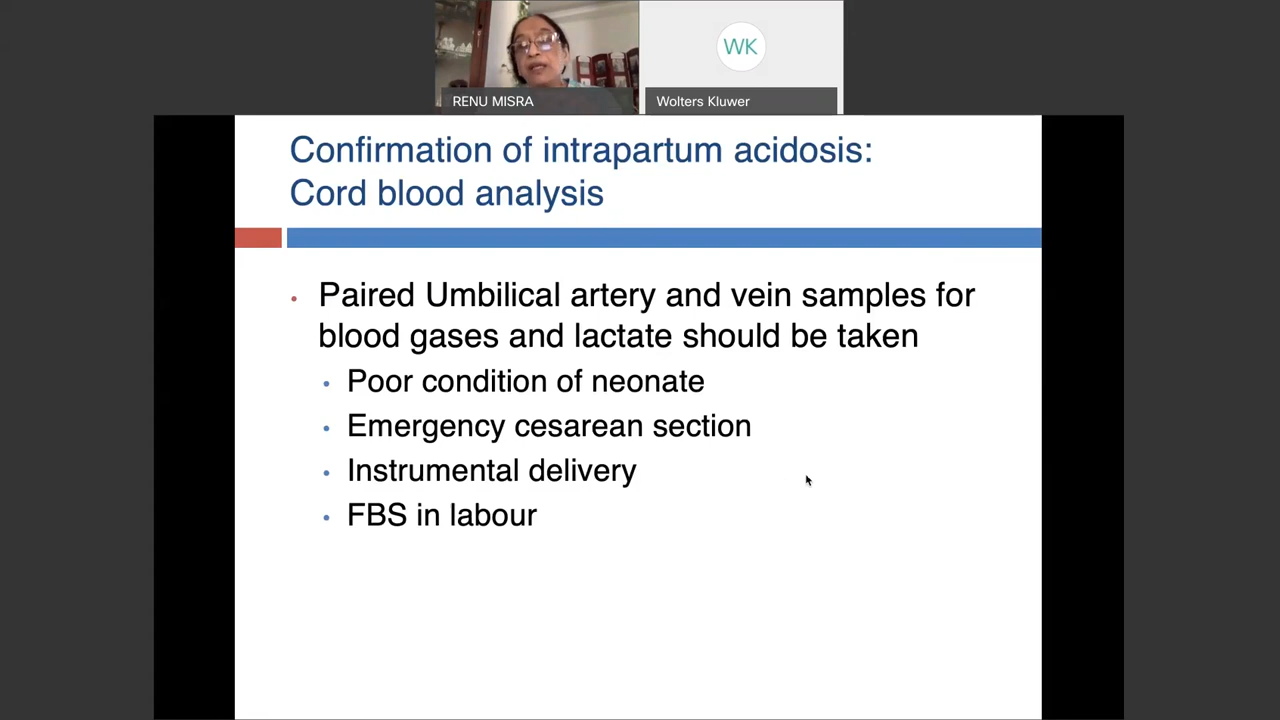 WK
RENU MISRA
Wolters Kluwer
Confirmation of intrapartum acidosis:
Cord blood analysis
• Paired Umbilical artery and vein samples for
blood gases and lactate should be taken
• Poor condition of neonate
• Emergency cesarean section
• Instrumental delivery
• FBS in labour